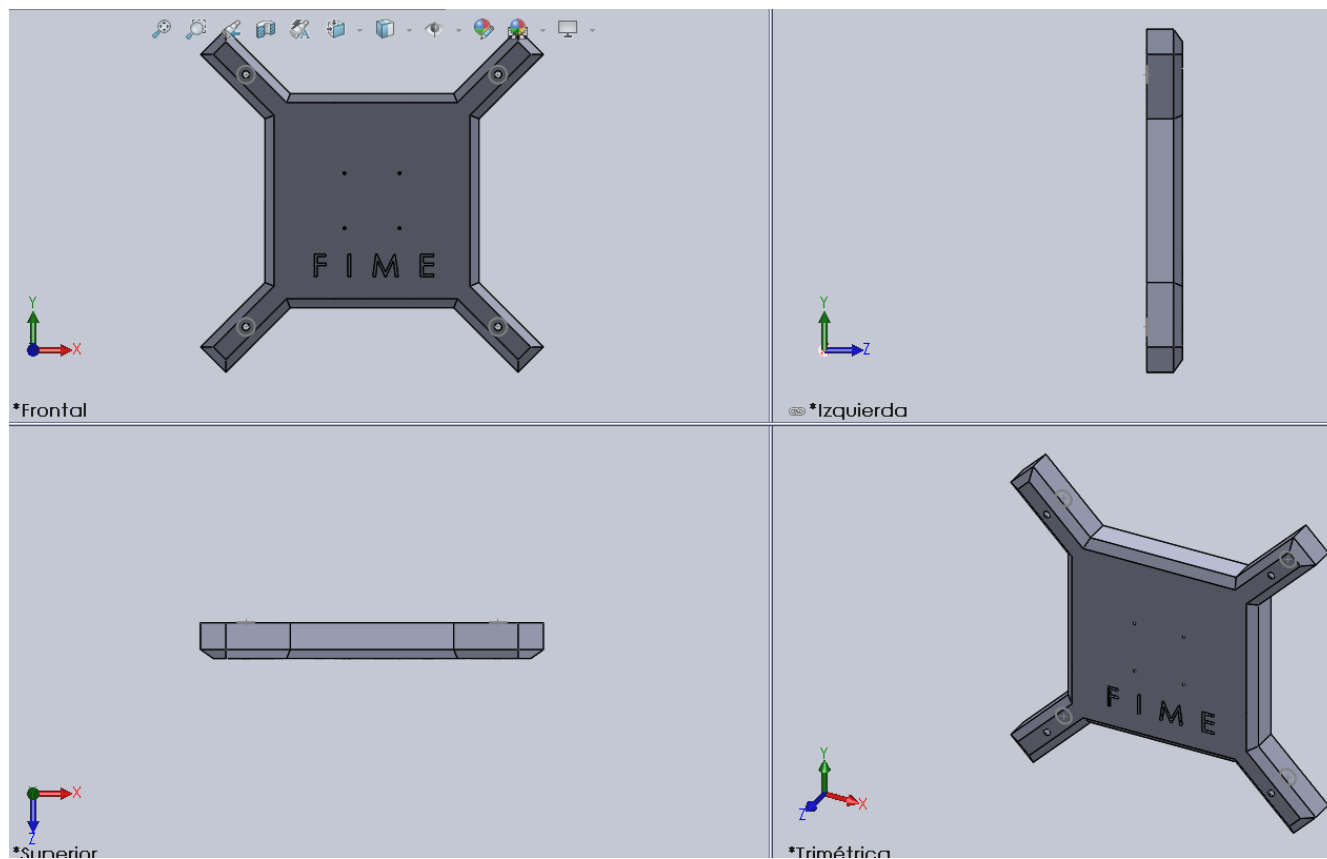 FIME
Y
X
*Frontal
Y
Z
*Izquierda
X
Z
*Superior
FIME
Y
X
Z
*Trimétrica